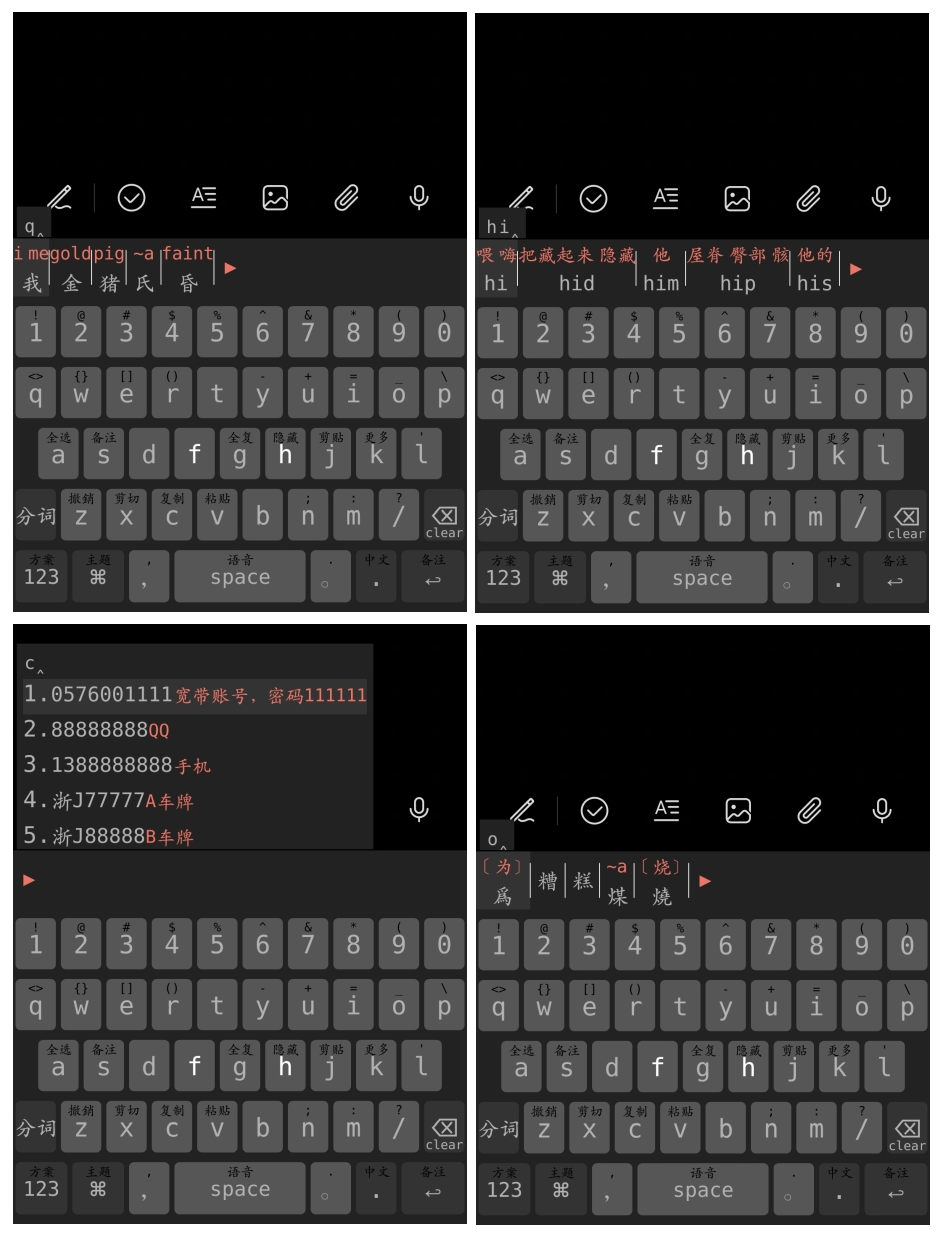 q‸
i me gold pig ~a faint ▶
我 金 猪 氏 昏
! @ # $ % ^ & * ( )
1 2 3 4 5 6 7 8 9 0
<> {} [] () - + = _ \
q w e r t y u i o p
全选 备注 全复 隐藏 剪贴 更多 '
a s d f g h j k l
撤銷 剪切 复制 粘贴 ; : ?
分词 z x c v b n m / clear
方案 主题 , 语音 . 中文 备注
123 ⌘ , space 。 . ↩
hi‸
喂 嗨 把藏起来 隐藏 他 屋脊 臀部 骸 他的 ▶
hi hid him hip his
! @ # $ % ^ & * ( )
1 2 3 4 5 6 7 8 9 0
<> {} [] () - + = _ \
q w e r t y u i o p
全选 备注 全复 隐藏 剪贴 更多 '
a s d f g h j k l
撤銷 剪切 复制 粘贴 ; : ?
分词 z x c v b n m / clear
方案 主题 , 语音 . 中文 备注
123 ⌘ , space 。 . ↩
c‸
1.0576001111宽带账号，密码111111
2.88888888QQ
3.1388888888手机
4.浙J77777A车牌
5.浙J88888B车牌
▶
! @ # $ % ^ & * ( )
1 2 3 4 5 6 7 8 9 0
<> {} [] () - + = _ \
q w e r t y u i o p
全选 备注 全复 隐藏 剪贴 更多 '
a s d f g h j k l
撤銷 剪切 复制 粘贴 ; : ?
分词 z x c v b n m / clear
方案 主题 , 语音 . 中文 备注
123 ⌘ , space 。 . ↩
o‸
〔为〕 ~a 〔烧〕 ▶
爲 糟 糕 煤 燒
! @ # $ % ^ & * ( )
1 2 3 4 5 6 7 8 9 0
<> {} [] () - + = _ \
q w e r t y u i o p
全选 备注 全复 隐藏 剪贴 更多 '
a s d f g h j k l
撤銷 剪切 复制 粘贴 ; : ?
分词 z x c v b n m / clear
方案 主题 , 语音 . 中文 备注
123 ⌘ , space 。 . ↩